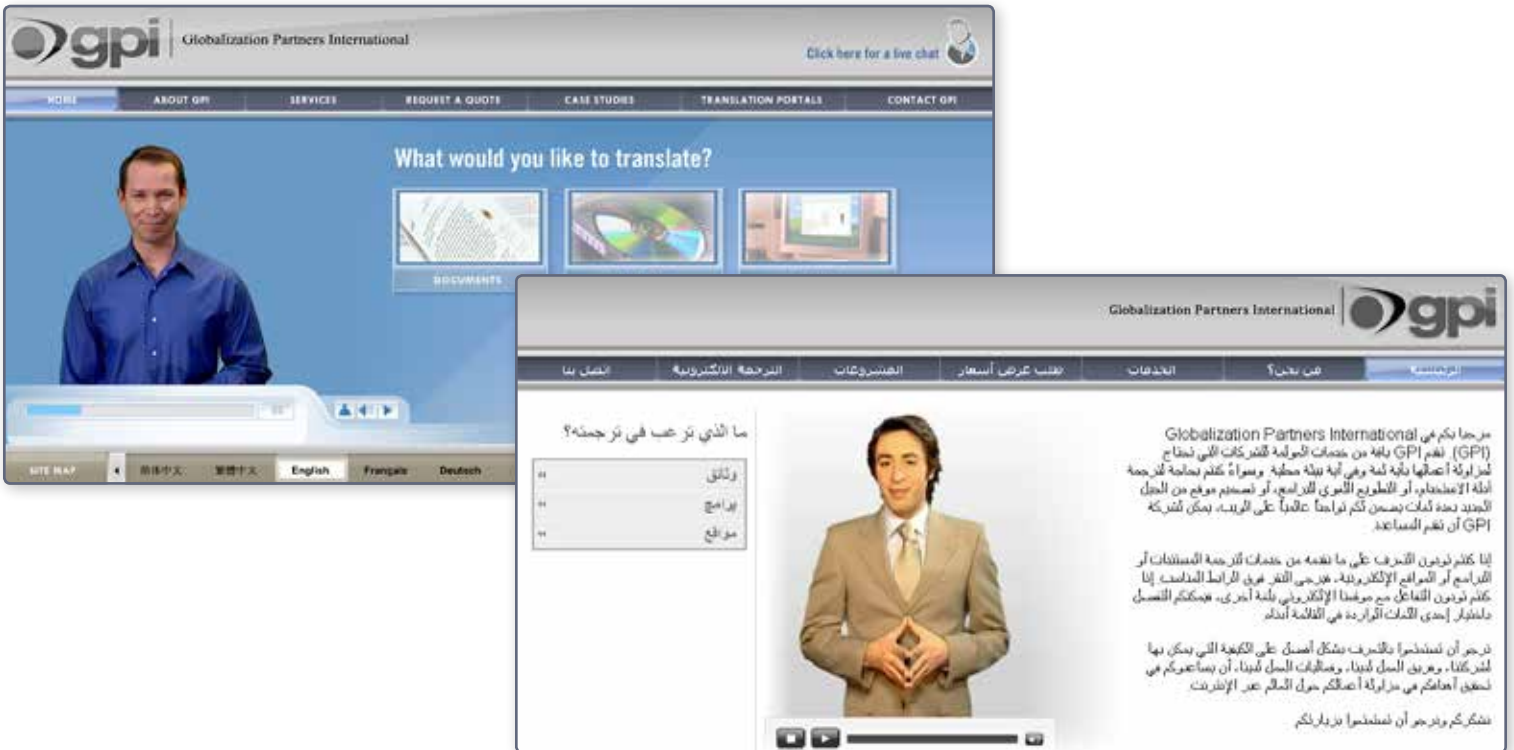 gpi
Globalization Partners International
Click here for a live chat
HOME
ABOUT GPI
SERVICES
REQUEST A QUOTE
CASE STUDIES
TRANSLATION PORTALS
CONTACT GPI
What would you like to translate?
DOCUMENTS
SITE MAP
简体中文
繁體中文
English
Français
Deutsch
Globalization Partners International
gpi
الرئيسية
من نحن؟
الخدمات
طلب عرض أسعار
المشروعات
الترجمة الالكترونية
اتصل بنا
مرحبا بكم في Globalization Partners International
(GPI). تقدم GPI باقة من خدمات العولمة للشركات التي تحتاج
لمزاولة أعمالها بأية لغة وفي أية بيئة محلية. وسواءً كنتم بحاجة لترجمة
أدلة الاستخدام، أو التطويع اللغوي للبرامج، أو تصميم موقع من الجيل
الجديد بعدة لغات يضمن لكم تواجداً عالمياً على الويب، يمكن لشركة
GPI أن تقدم المساعدة.
إذا كنتم تودون التعرف على ما نقدمه من خدمات لترجمة المستندات أو
البرامج أو المواقع الإلكترونية، فيرجى النقر فوق الرابط المناسب. إذا
كنتم تودون التفاعل مع موقعنا الإلكتروني بلغة أخرى، فيمكنكم التفضل
باختيار إحدى اللغات الواردة في القائمة أدناه.
نرجو أن تستمتعوا بالتعرف بشكل أفضل على الكيفية التي يمكن بها
لشركتنا، وفريق العمل لدينا، وفعاليات العمل لدينا، أن يساعدوكم في
تحقيق أهدافكم في مزاولة أعمالكم حول العالم عبر الإنترنت.
نشكركم ونرجو أن تستمتعوا بزيارتكم
ما الذي ترغب في ترجمته؟
وثائق
برامج
مواقع